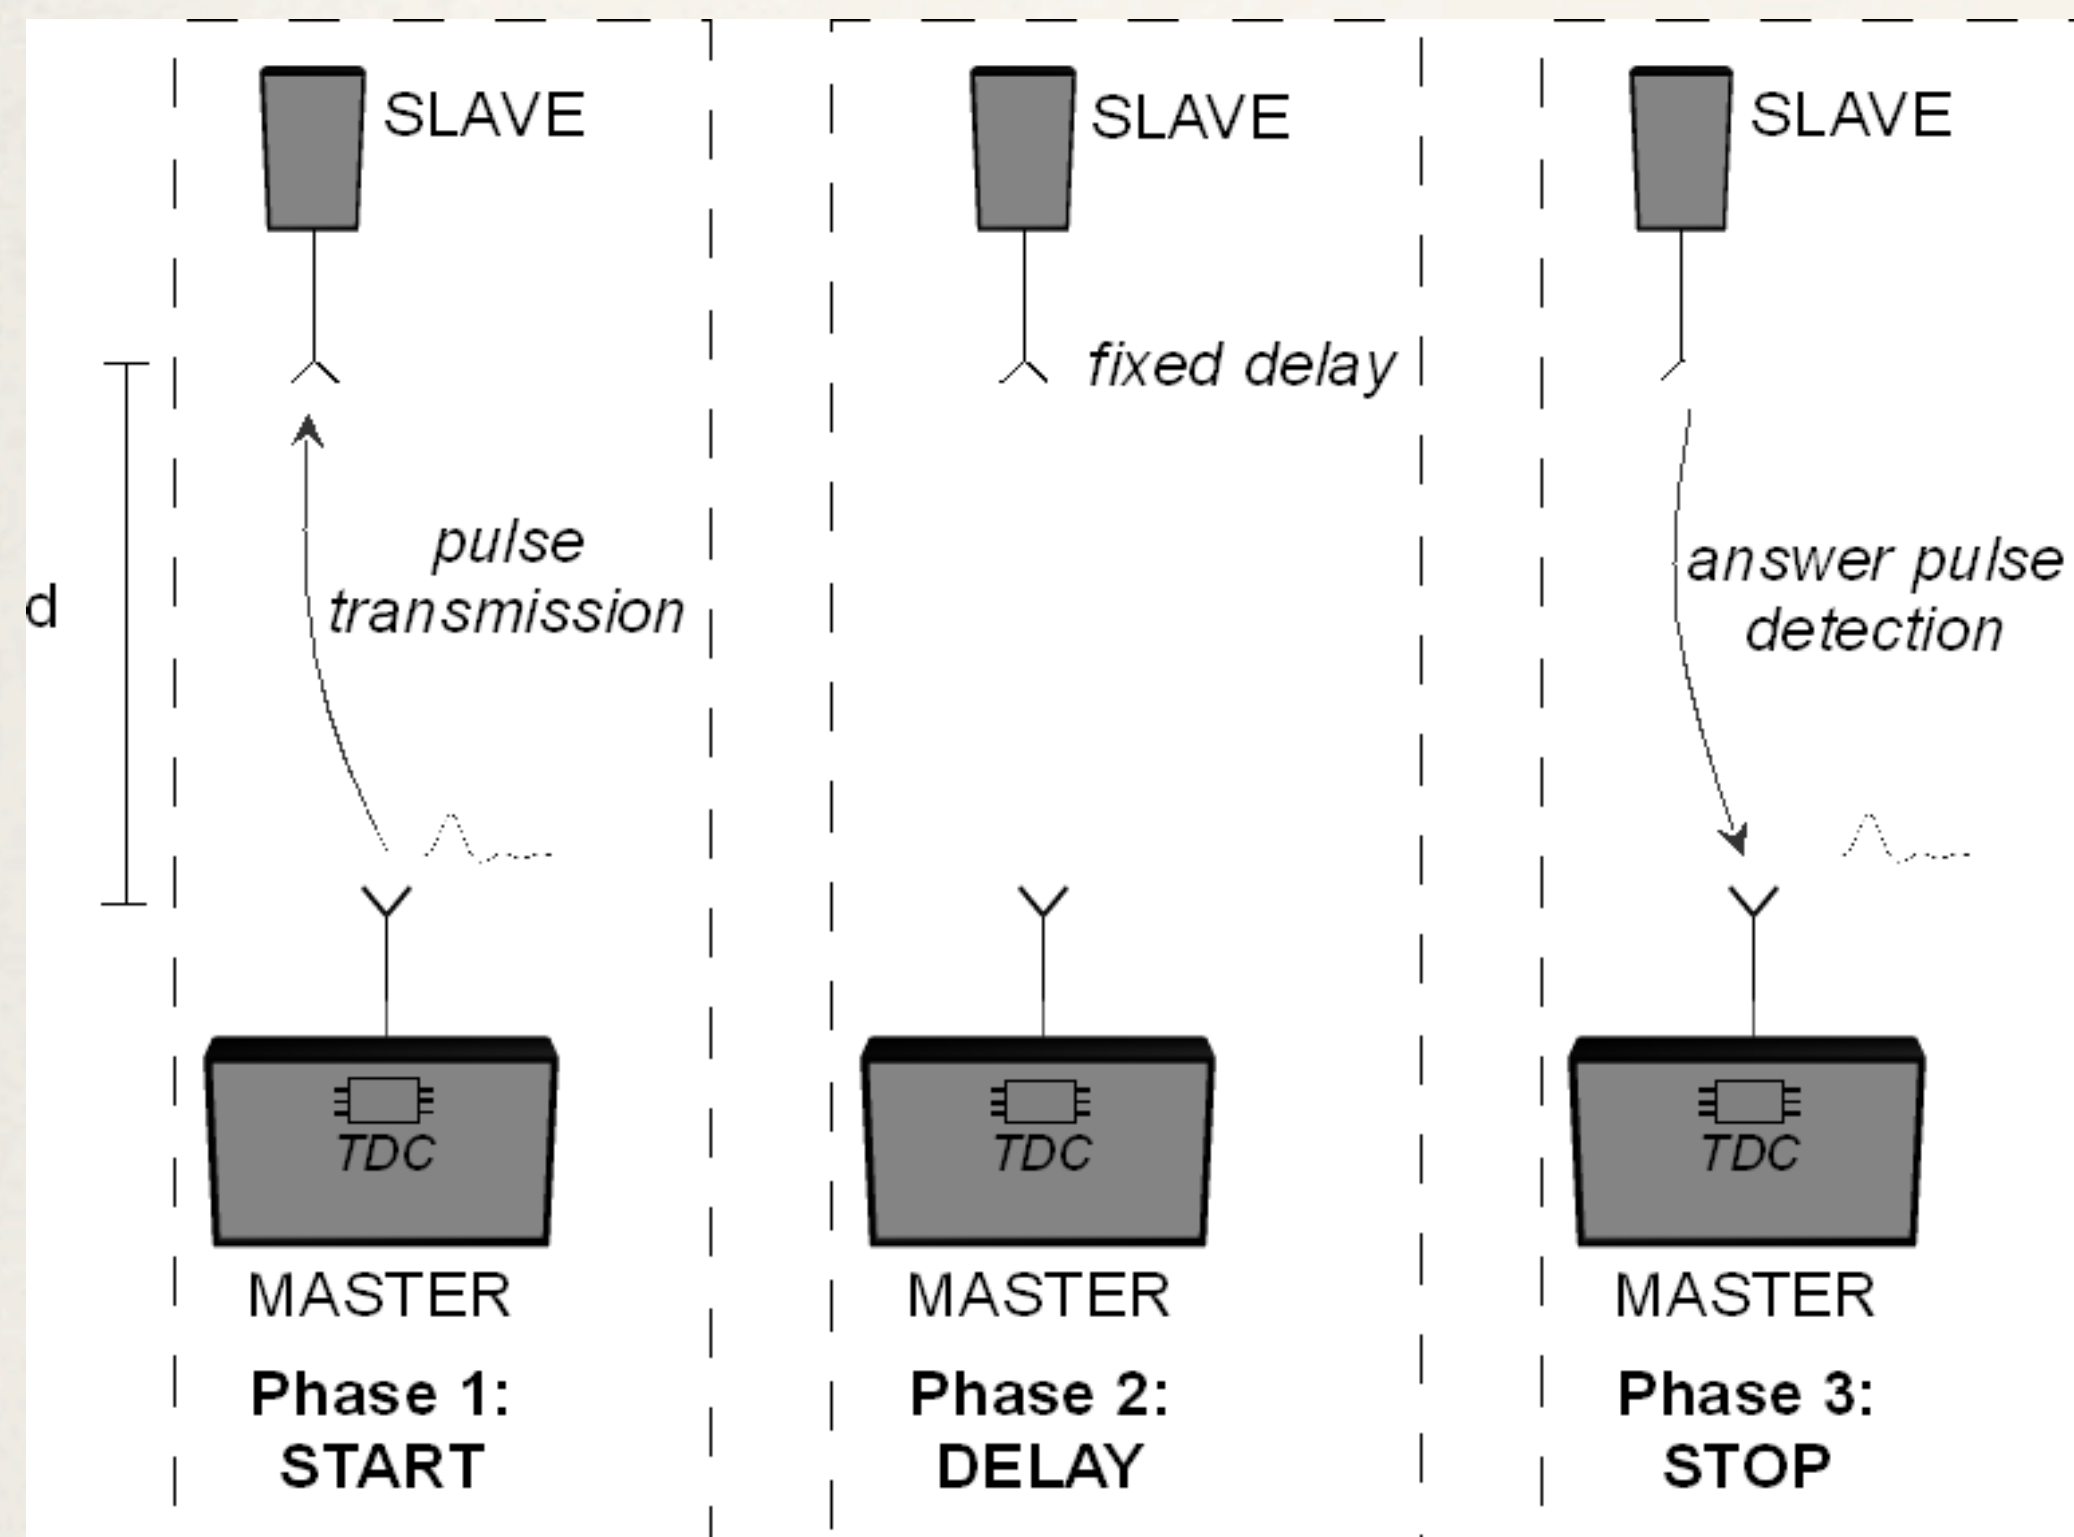 SLAVE
pulse
transmission
d
TDC
MASTER
Phase 1:
START
SLAVE
fixed delay
TDC
MASTER
Phase 2:
DELAY
SLAVE
answer pulse
detection
TDC
MASTER
Phase 3:
STOP